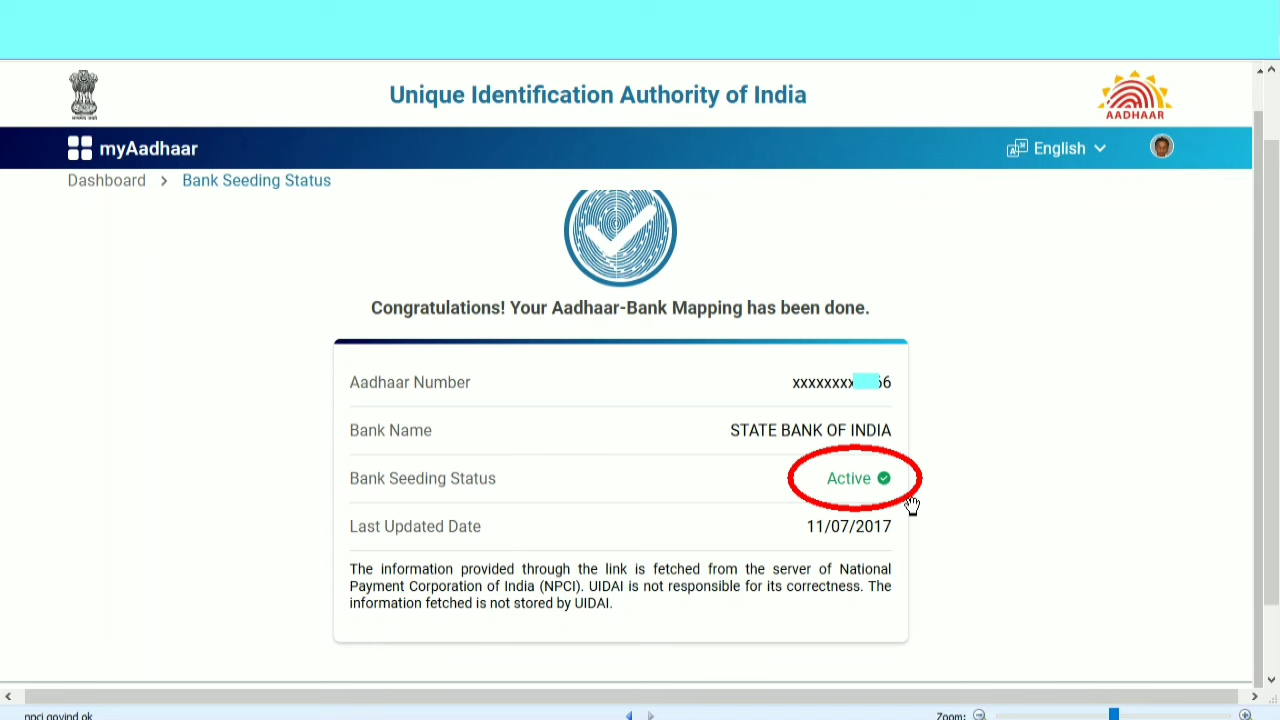 Unique Identification Authority of India
AADHAAR
myAadhaar
English
Dashboard > Bank Seeding Status
Congratulations! Your Aadhaar-Bank Mapping has been done.
Aadhaar Number xxxxxxxx 66
Bank Name STATE BANK OF INDIA
Bank Seeding Status Active
Last Updated Date 11/07/2017
The information provided through the link is fetched from the server of National
Payment Corporation of India (NPCI). UIDAI is not responsible for its correctness. The
information fetched is not stored by UIDAI.
npci govind ok
Zoom: